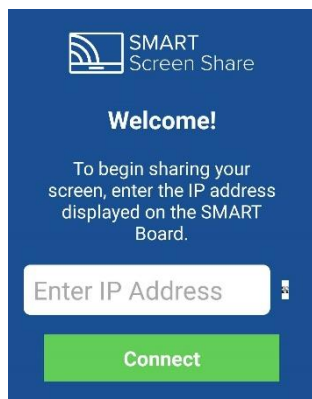 SMART
Screen Share
Welcome!
To begin sharing your
screen, enter the IP address
displayed on the SMART
Board.
Enter IP Address
Connect